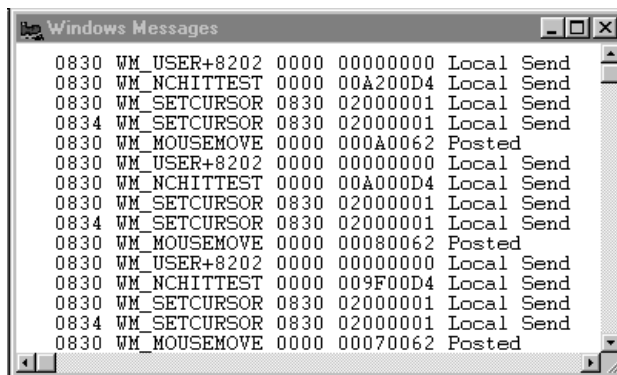 Windows Messages
0830 WM_USER+8202 0000 00000000 Local Send
0830 WM_NCHITTEST 0000 00A200D4 Local Send
0830 WM_SETCURSOR 0830 02000001 Local Send
0834 WM_SETCURSOR 0830 02000001 Local Send
0830 WM_MOUSEMOVE 0000 000A0062 Posted
0830 WM_USER+8202 0000 00000000 Local Send
0830 WM_NCHITTEST 0000 00A000D4 Local Send
0830 WM_SETCURSOR 0830 02000001 Local Send
0834 WM_SETCURSOR 0830 02000001 Local Send
0830 WM_MOUSEMOVE 0000 00080062 Posted
0830 WM_USER+8202 0000 00000000 Local Send
0830 WM_NCHITTEST 0000 009F00D4 Local Send
0830 WM_SETCURSOR 0830 02000001 Local Send
0834 WM_SETCURSOR 0830 02000001 Local Send
0830 WM_MOUSEMOVE 0000 00070062 Posted